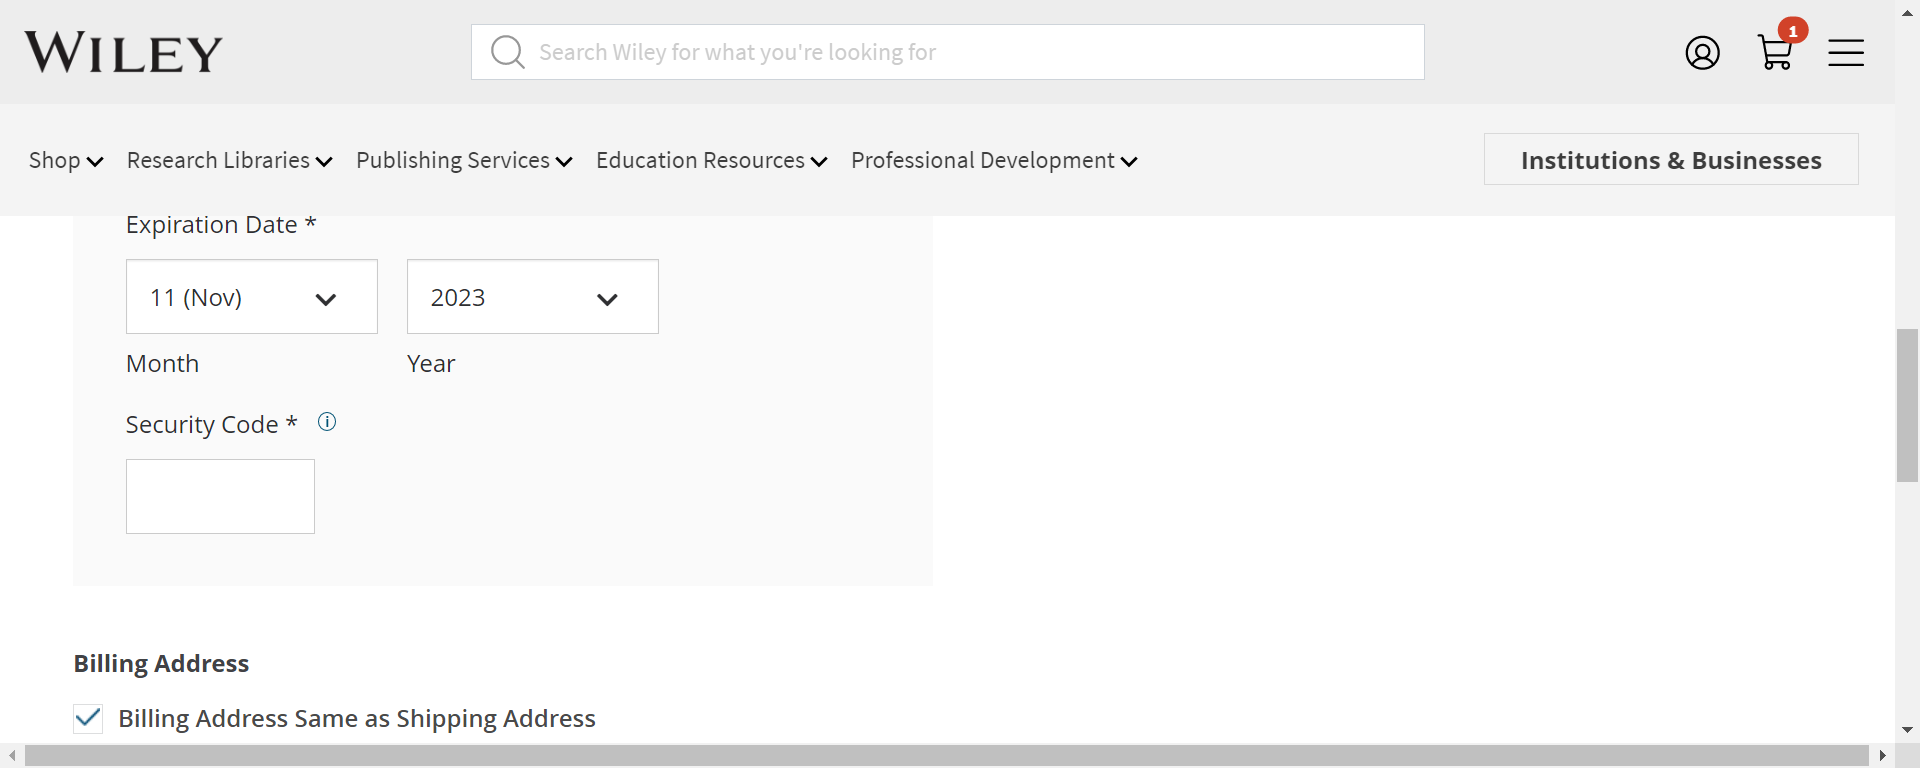 WILEY
Search Wiley for what you're looking for
1
Shop
Research Libraries
Publishing Services
Education Resources
Professional Development
Institutions & Businesses
Expiration Date *
11 (Nov)
2023
Month
Year
Security Code *
Billing Address
Billing Address Same as Shipping Address